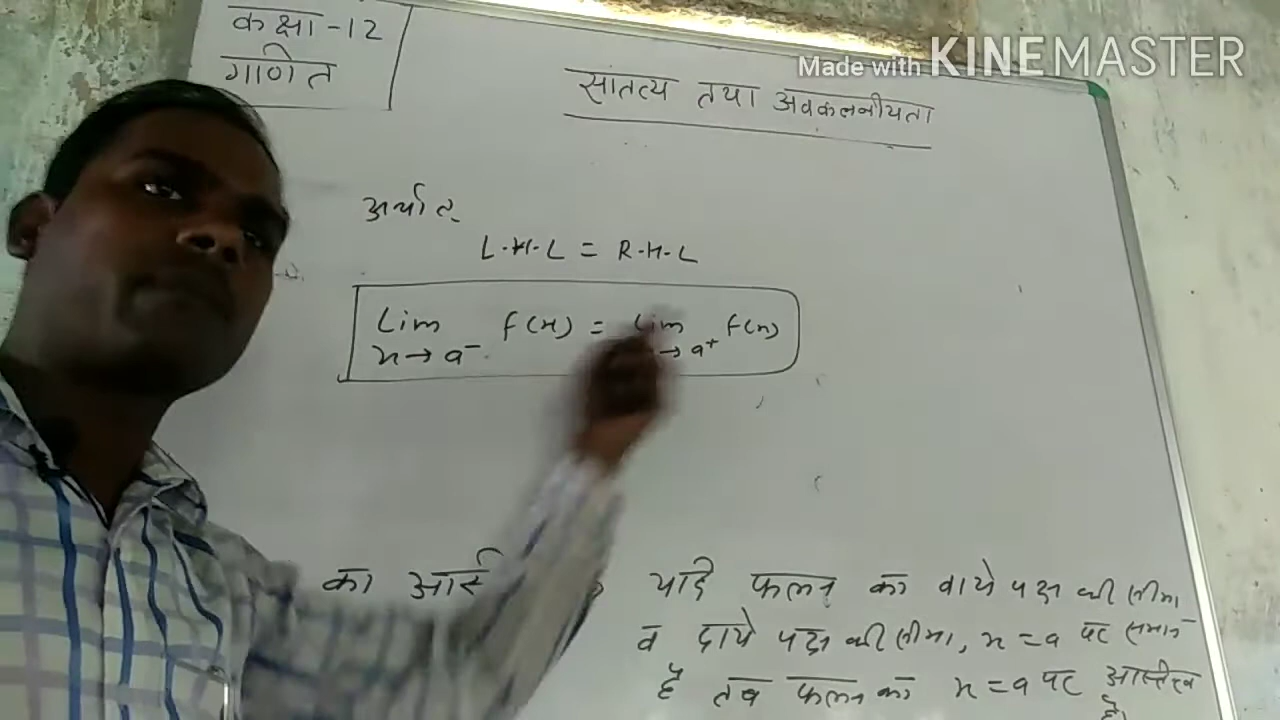 कक्षा -12
गणित
Made with KINEMASTER
सांतत्य तथा अवकलनीयता
अर्थात्
L.H.L = R.H.L
Lim f(x) = Lim f(x)
x→ a⁻ → a⁺
का
यदि फलन का बाये पक्ष की सीमा
व दाये पक्ष की सीमा, x = a पर समान
है तब फलन का x = a पर अस्तित्व
है।